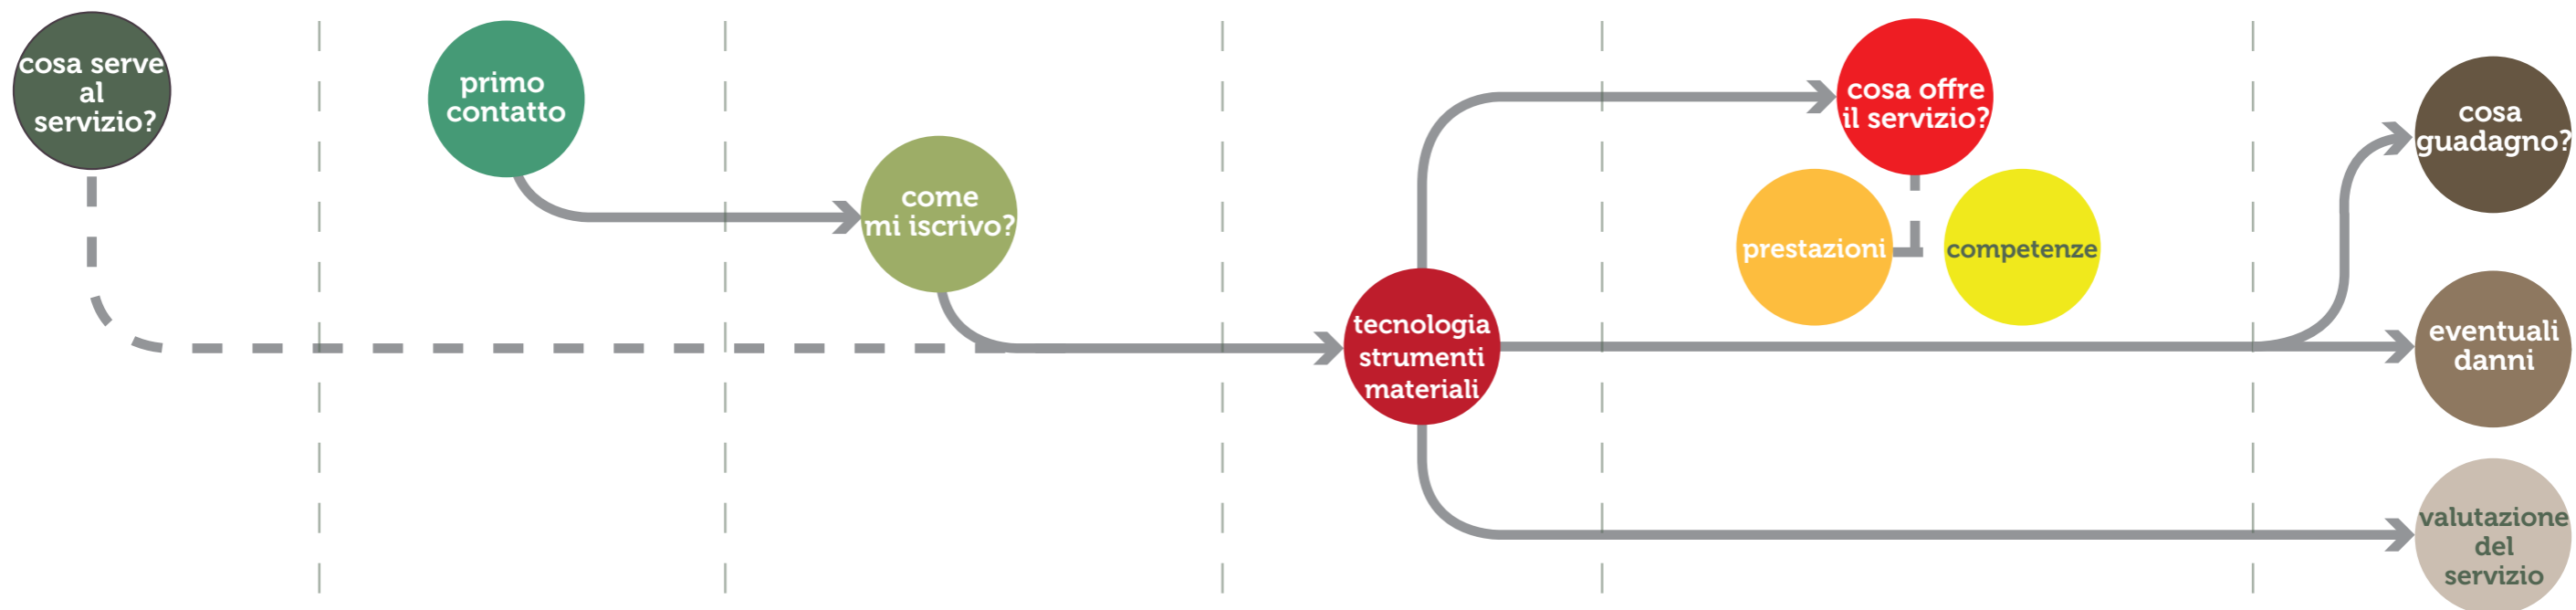 cosa serve
al
servizio?
primo
contatto
come
mi iscrivo?
tecnologia
strumenti
materiali
cosa offre
il servizio?
prestazioni
competenze
cosa
guadagno?
eventuali
danni
valutazione
del
servizio